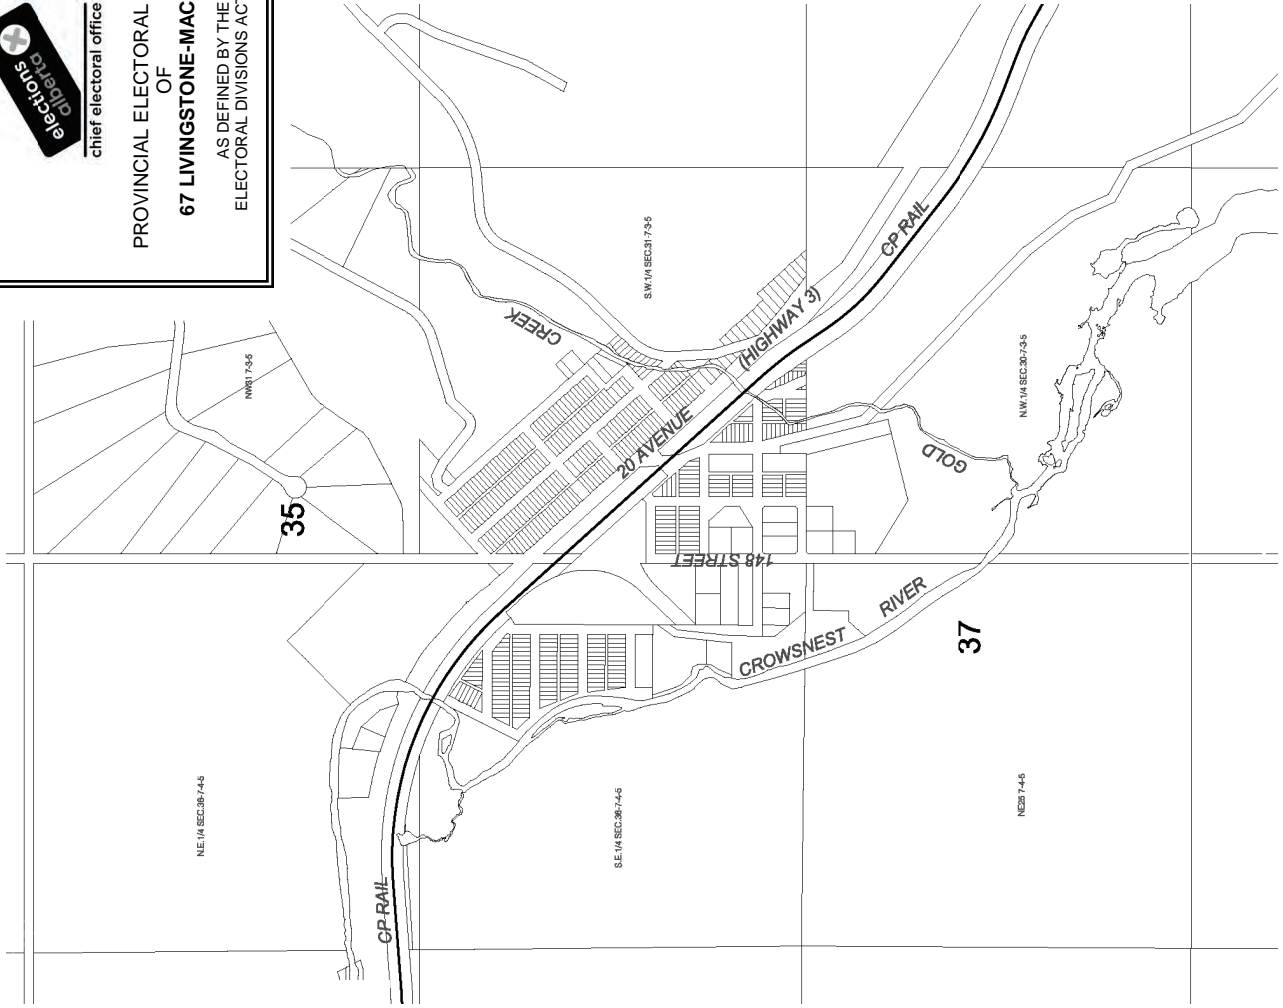 elections
alberta
chief electoral office
PROVINCIAL ELECTORAL
OF
67 LIVINGSTONE-MAC
AS DEFINED BY THE
ELECTORAL DIVISIONS ACT
S.W.1/4 SEC.31-7-3-5
CP RAIL
CREEK
(HIGHWAY 3)
NW31 7-3-5
N.W.1/4 SEC.30-7-3-5
20 AVENUE
GOLD
35
148 STREET
RIVER
CROWSNEST
37
N.E.1/4 SEC.36-7-4-5
S.E.1/4 SEC.36-7-4-5
NE25 7-4-5
CP RAIL